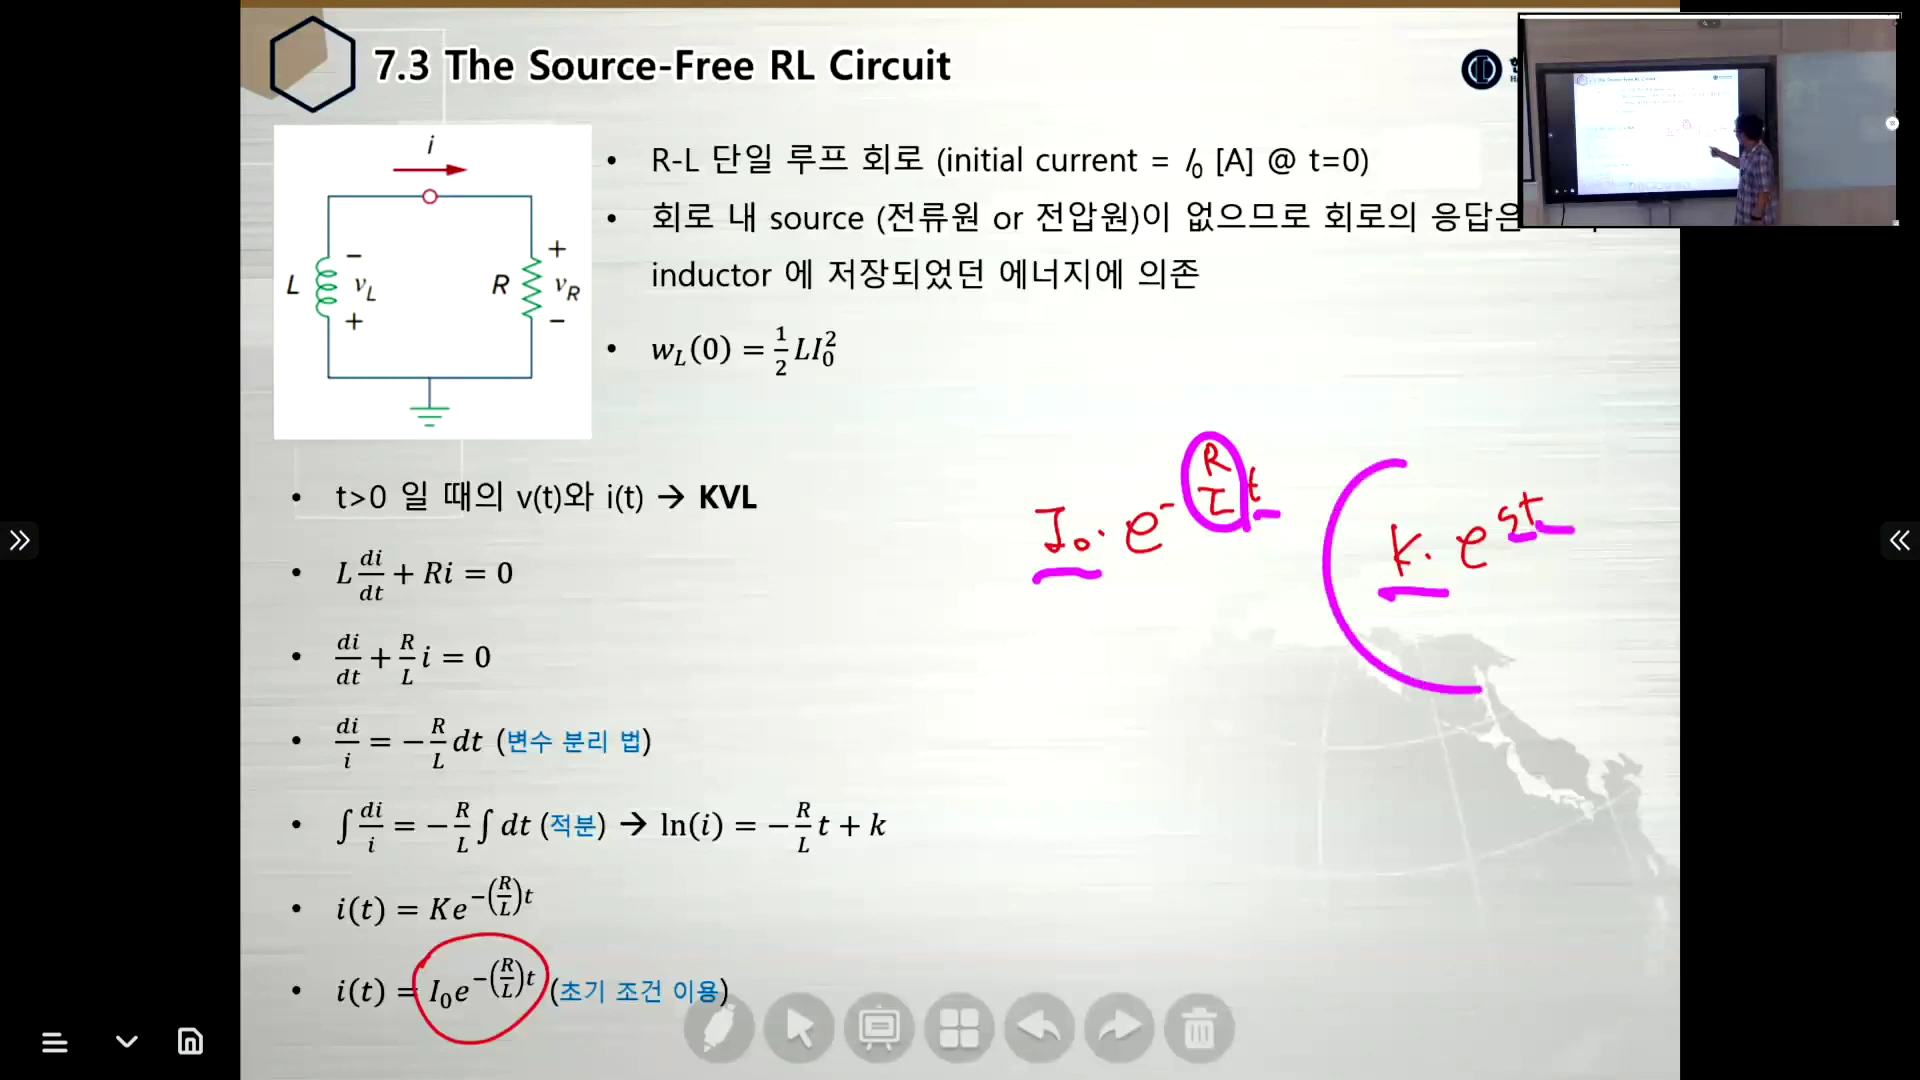 7.3 The Source-Free RL Circuit
i
L
−
v_L
+
R
+
v_R
−
• R-L 단일 루프 회로 (initial current = I₀ [A] @ t=0)
• 회로 내 source (전류원 or 전압원)이 없으므로 회로의 응답은
inductor 에 저장되었던 에너지에 의존
• w_L(0) = 1/2 LI₀²
• t>0 일 때의 v(t)와 i(t) → KVL
• L di/dt + Ri = 0
• di/dt + R/L i = 0
• di/i = −R/L dt (변수 분리 법)
• ∫ di/i = −R/L ∫ dt (적분) → ln(i) = −R/L t + k
• i(t) = Ke^−(R/L)t
• i(t) = I₀e^−(R/L)t (초기 조건 이용)
I₀ · e^−(R/L)t
( k · e^st